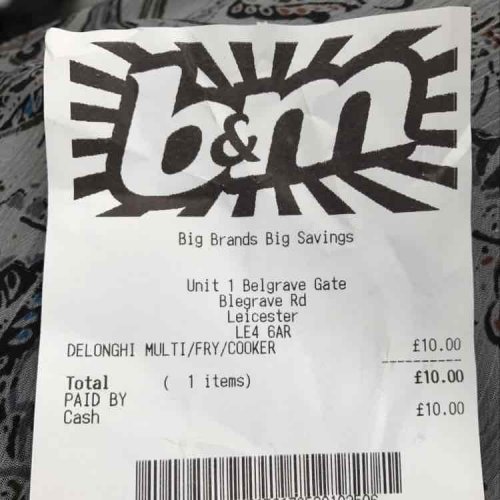 b&m
Big Brands Big Savings
Unit 1 Belgrave Gate
Blegrave Rd
Leicester
LE4 6AR
DELONGHI MULTI/FRY/COOKER £10.00
Total ( 1 items) £10.00
PAID BY
Cash £10.00